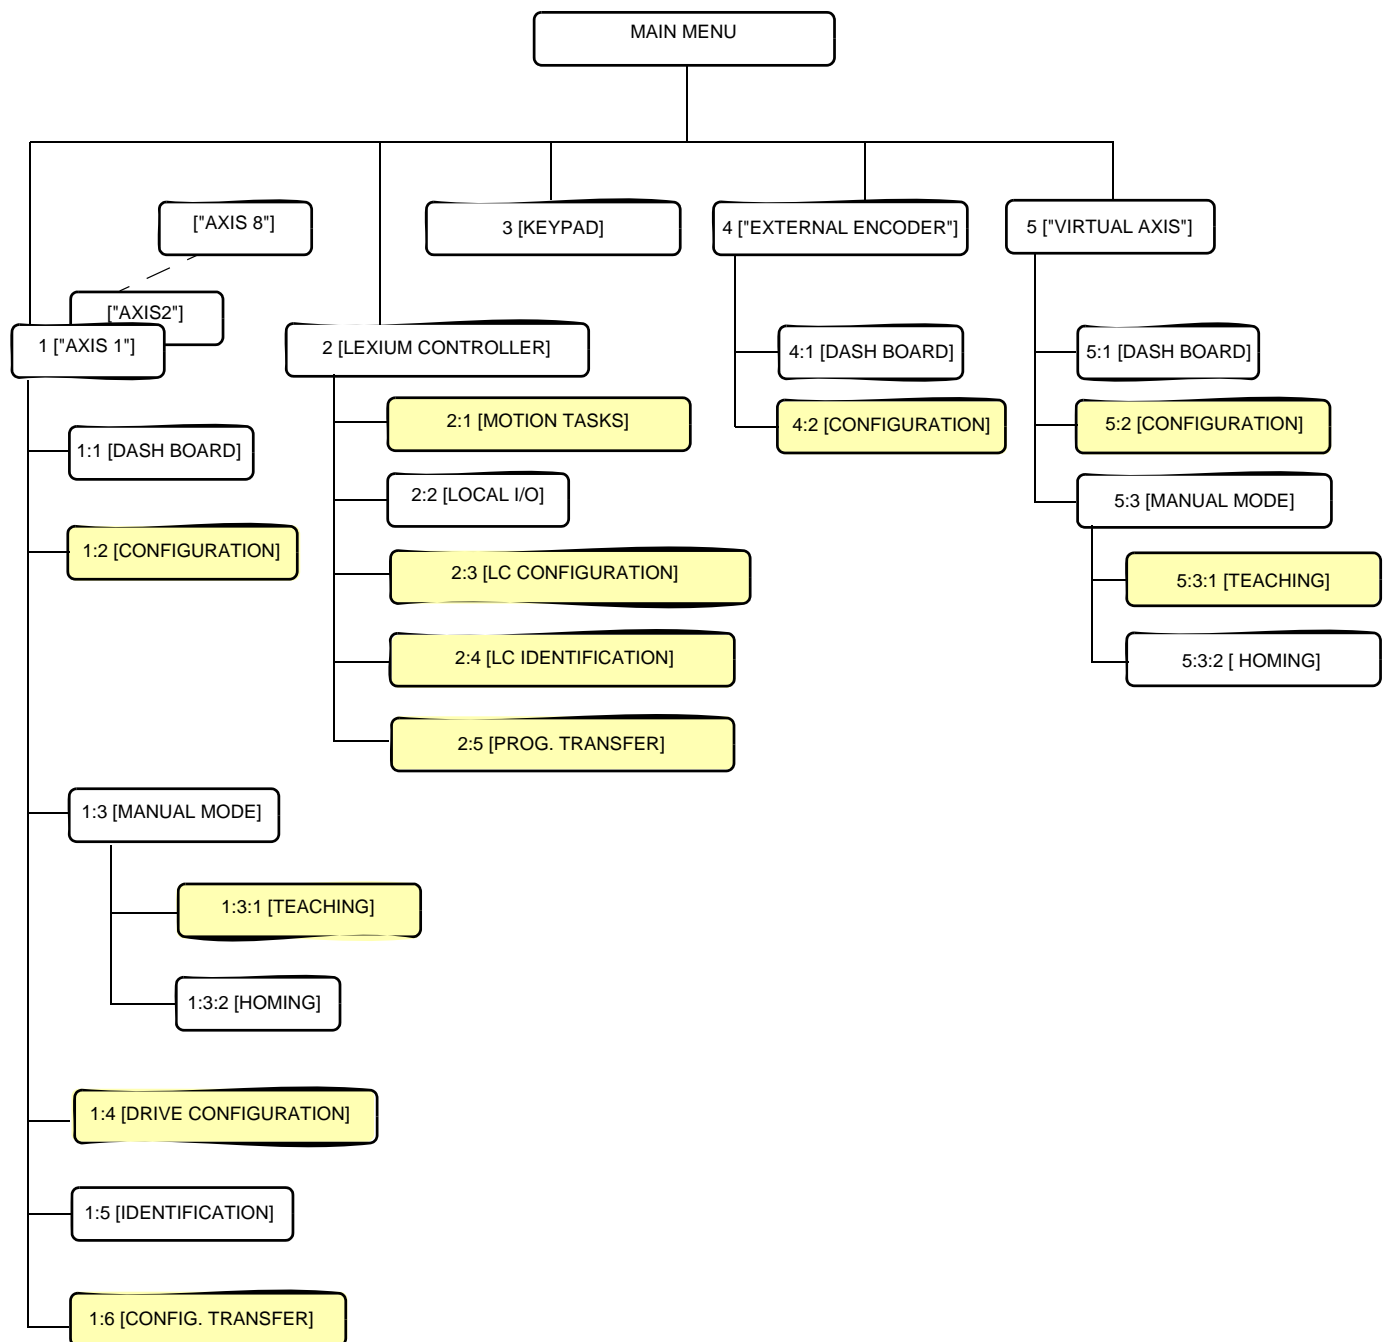 MAIN MENU
["AXIS 8"]
3 [KEYPAD]
4 ["EXTERNAL ENCODER"]
5 ["VIRTUAL AXIS"]
["AXIS2"]
1 ["AXIS 1"]
2 [LEXIUM CONTROLLER]
4:1 [DASH BOARD]
5:1 [DASH BOARD]
2:1 [MOTION TASKS]
4:2 [CONFIGURATION]
5:2 [CONFIGURATION]
1:1 [DASH BOARD]
2:2 [LOCAL I/O]
5:3 [MANUAL MODE]
1:2 [CONFIGURATION]
2:3 [LC CONFIGURATION]
5:3:1 [TEACHING]
2:4 [LC IDENTIFICATION]
5:3:2 [ HOMING]
2:5 [PROG. TRANSFER]
1:3 [MANUAL MODE]
1:3:1 [TEACHING]
1:3:2 [HOMING]
1:4 [DRIVE CONFIGURATION]
1:5 [IDENTIFICATION]
1:6 [CONFIG. TRANSFER]